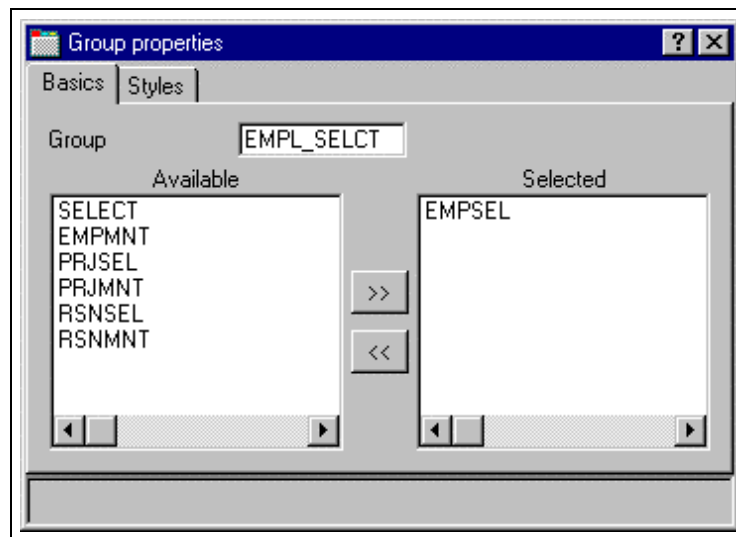 Group properties
Basics Styles
Group EMPL_SELCT
Available Selected
SELECT EMPSEL
EMPMNT
PRJSEL
PRJMNT
RSNSEL
RSNMNT
>>
<<